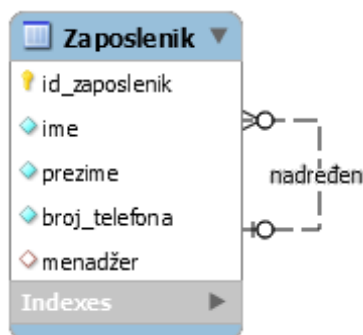 Zaposlenik
id_zaposlenik
ime
prezime
broj_telefona
menadžer
nadređen
Indexes